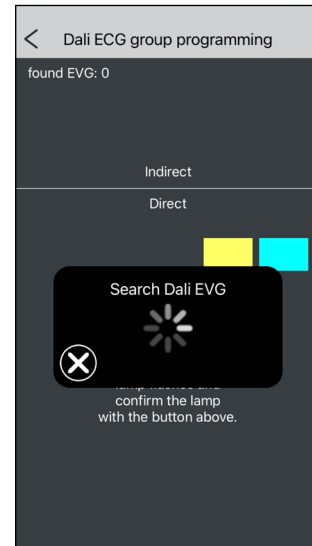 Dali ECG group programming
found EVG: 0
Indirect
Direct
Search Dali EVG
confirm the lamp
with the button above.